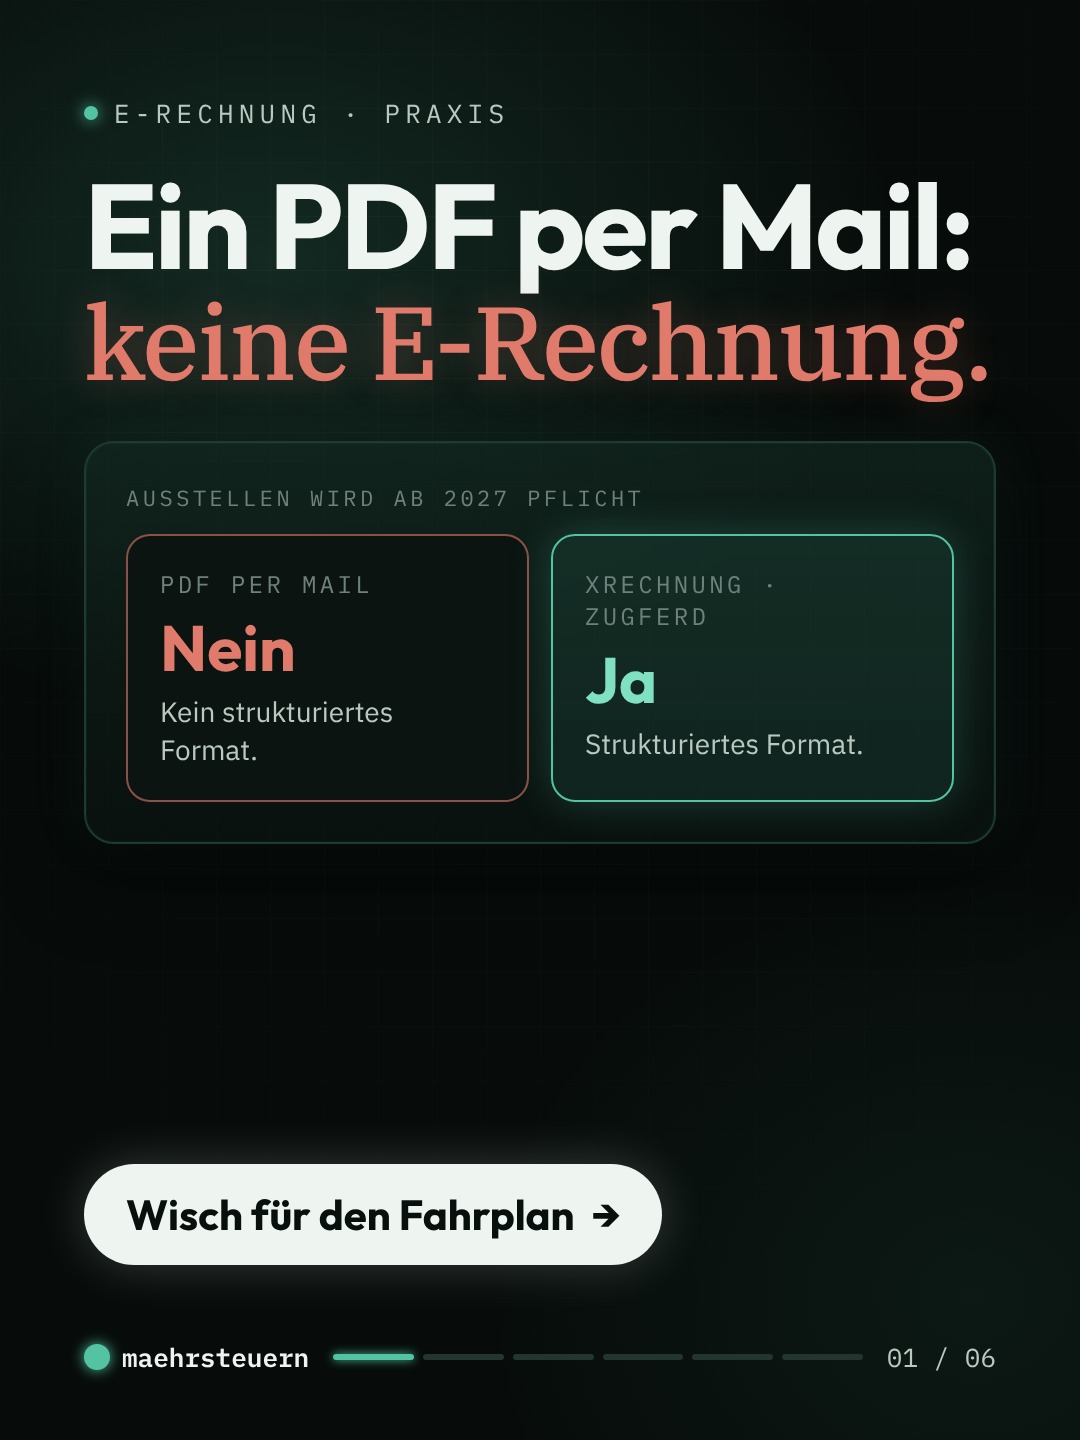 E-RECHNUNG · PRAXIS
Ein PDF per Mail:
keine E-Rechnung.
AUSSTELLEN WIRD AB 2027 PFLICHT
PDF PER MAIL
Nein
Kein strukturiertes
Format.
XRECHNUNG ·
ZUGFERD
Ja
Strukturiertes Format.
Wisch für den Fahrplan →
maehrsteuern
01 / 06